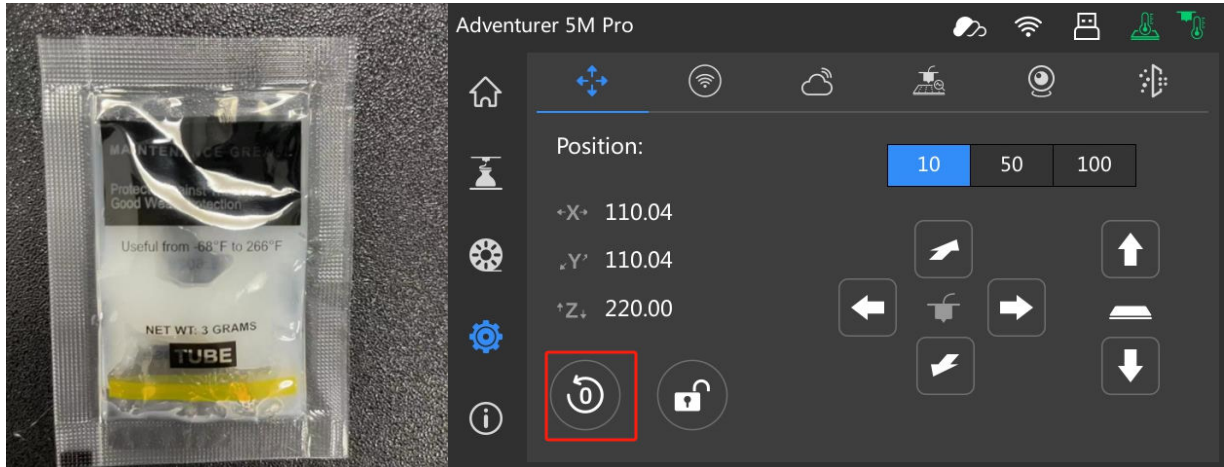 Useful from -68°F to 266°F
NET WT: 3 GRAMS
TUBE
Adventurer 5M Pro
Position:
10 50 100
X 110.04
Y 110.04
Z 220.00
0